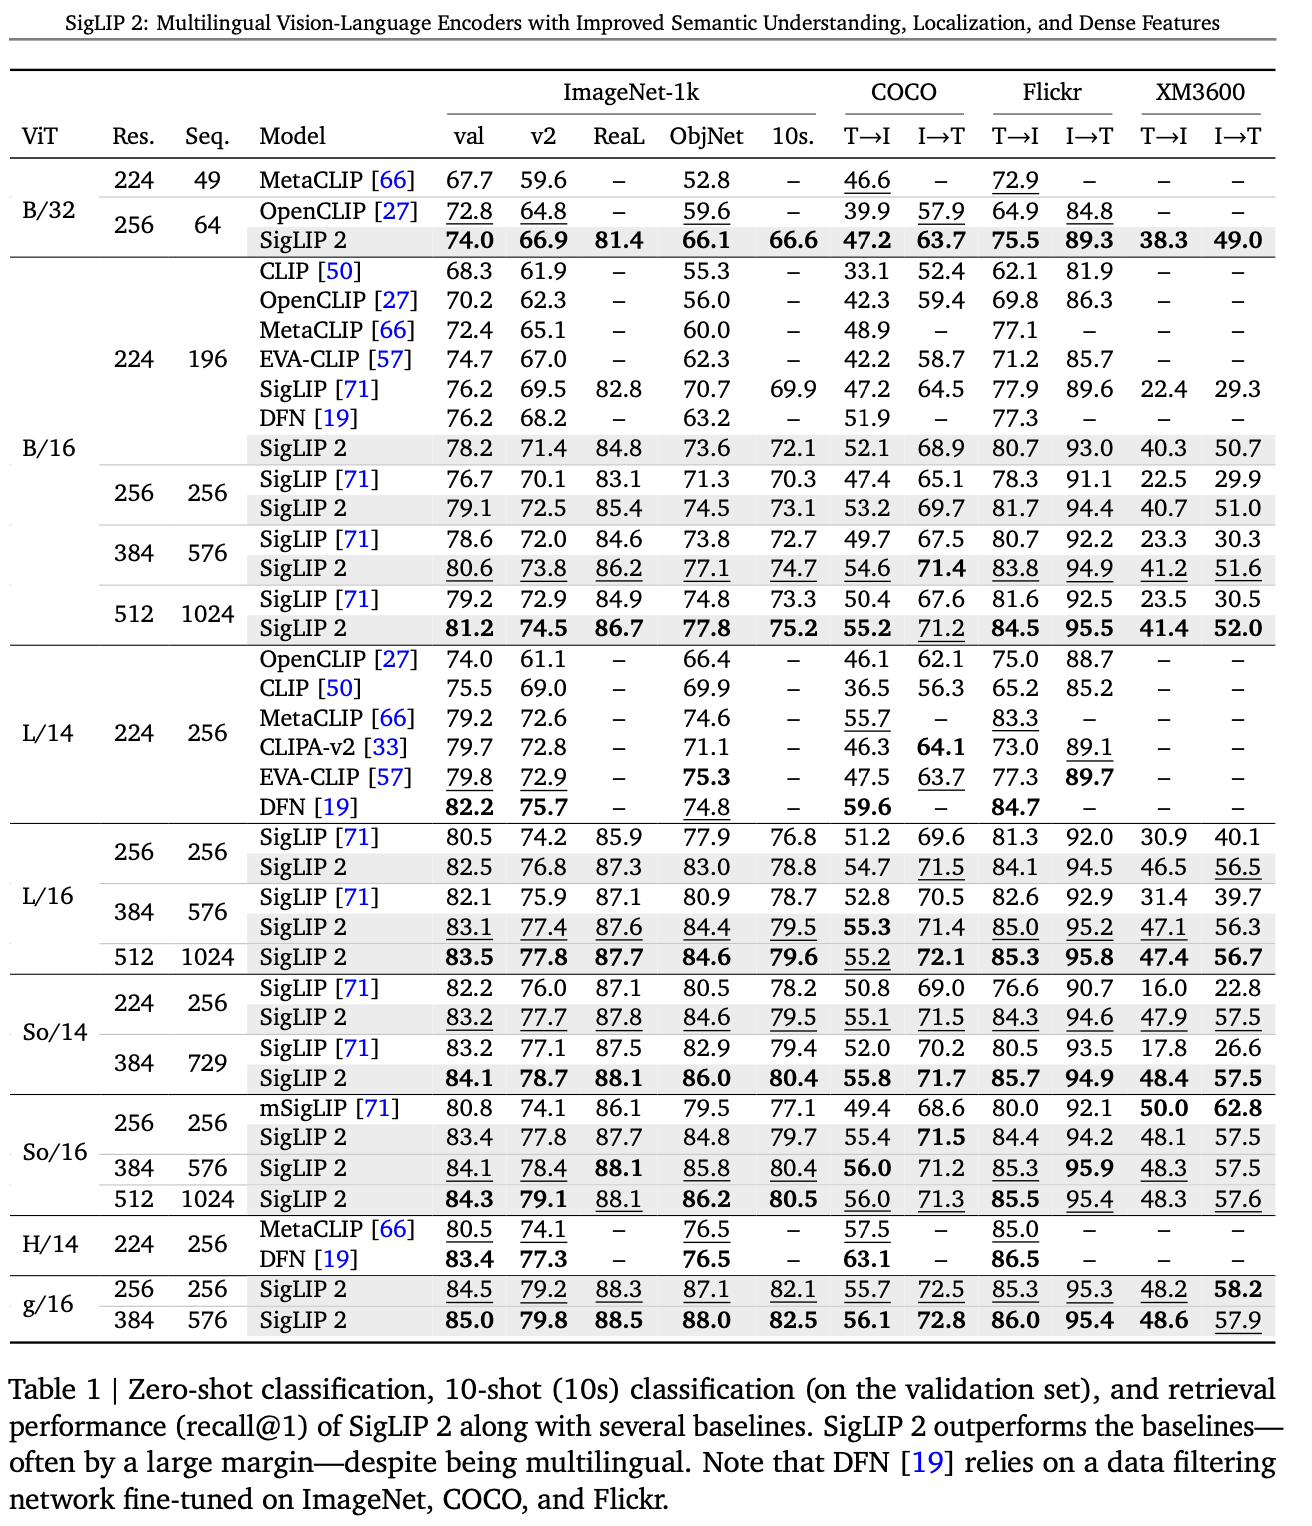 SigLIP 2: Multilingual Vision-Language Encoders with Improved Semantic Understanding, Localization, and Dense Features
ImageNet-1k COCO Flickr XM3600
ViT Res. Seq. Model val v2 ReaL ObjNet 10s. T→I I→T T→I I→T T→I I→T
B/32 224 49 MetaCLIP [66] 67.7 59.6 – 52.8 – 46.6 – 72.9 – – –
256 64 OpenCLIP [27] 72.8 64.8 – 59.6 – 39.9 57.9 64.9 84.8 – –
SigLIP 2 74.0 66.9 81.4 66.1 66.6 47.2 63.7 75.5 89.3 38.3 49.0
B/16 224 196 CLIP [50] 68.3 61.9 – 55.3 – 33.1 52.4 62.1 81.9 – –
OpenCLIP [27] 70.2 62.3 – 56.0 – 42.3 59.4 69.8 86.3 – –
MetaCLIP [66] 72.4 65.1 – 60.0 – 48.9 – 77.1 – – –
EVA-CLIP [57] 74.7 67.0 – 62.3 – 42.2 58.7 71.2 85.7 – –
SigLIP [71] 76.2 69.5 82.8 70.7 69.9 47.2 64.5 77.9 89.6 22.4 29.3
DFN [19] 76.2 68.2 – 63.2 – 51.9 – 77.3 – – –
SigLIP 2 78.2 71.4 84.8 73.6 72.1 52.1 68.9 80.7 93.0 40.3 50.7
256 256 SigLIP [71] 76.7 70.1 83.1 71.3 70.3 47.4 65.1 78.3 91.1 22.5 29.9
SigLIP 2 79.1 72.5 85.4 74.5 73.1 53.2 69.7 81.7 94.4 40.7 51.0
384 576 SigLIP [71] 78.6 72.0 84.6 73.8 72.7 49.7 67.5 80.7 92.2 23.3 30.3
SigLIP 2 80.6 73.8 86.2 77.1 74.7 54.6 71.4 83.8 94.9 41.2 51.6
512 1024 SigLIP [71] 79.2 72.9 84.9 74.8 73.3 50.4 67.6 81.6 92.5 23.5 30.5
SigLIP 2 81.2 74.5 86.7 77.8 75.2 55.2 71.2 84.5 95.5 41.4 52.0
L/14 224 256 OpenCLIP [27] 74.0 61.1 – 66.4 – 46.1 62.1 75.0 88.7 – –
CLIP [50] 75.5 69.0 – 69.9 – 36.5 56.3 65.2 85.2 – –
MetaCLIP [66] 79.2 72.6 – 74.6 – 55.7 – 83.3 – – –
CLIPA-v2 [33] 79.7 72.8 – 71.1 – 46.3 64.1 73.0 89.1 – –
EVA-CLIP [57] 79.8 72.9 – 75.3 – 47.5 63.7 77.3 89.7 – –
DFN [19] 82.2 75.7 – 74.8 – 59.6 – 84.7 – – –
L/16 256 256 SigLIP [71] 80.5 74.2 85.9 77.9 76.8 51.2 69.6 81.3 92.0 30.9 40.1
SigLIP 2 82.5 76.8 87.3 83.0 78.8 54.7 71.5 84.1 94.5 46.5 56.5
384 576 SigLIP [71] 82.1 75.9 87.1 80.9 78.7 52.8 70.5 82.6 92.9 31.4 39.7
SigLIP 2 83.1 77.4 87.6 84.4 79.5 55.3 71.4 85.0 95.2 47.1 56.3
512 1024 SigLIP 2 83.5 77.8 87.7 84.6 79.6 55.2 72.1 85.3 95.8 47.4 56.7
So/14 224 256 SigLIP [71] 82.2 76.0 87.1 80.5 78.2 50.8 69.0 76.6 90.7 16.0 22.8
SigLIP 2 83.2 77.7 87.8 84.6 79.5 55.1 71.5 84.3 94.6 47.9 57.5
384 729 SigLIP [71] 83.2 77.1 87.5 82.9 79.4 52.0 70.2 80.5 93.5 17.8 26.6
SigLIP 2 84.1 78.7 88.1 86.0 80.4 55.8 71.7 85.7 94.9 48.4 57.5
So/16 256 256 mSigLIP [71] 80.8 74.1 86.1 79.5 77.1 49.4 68.6 80.0 92.1 50.0 62.8
SigLIP 2 83.4 77.8 87.7 84.8 79.7 55.4 71.5 84.4 94.2 48.1 57.5
384 576 SigLIP 2 84.1 78.4 88.1 85.8 80.4 56.0 71.2 85.3 95.9 48.3 57.5
512 1024 SigLIP 2 84.3 79.1 88.1 86.2 80.5 56.0 71.3 85.5 95.4 48.3 57.6
H/14 224 256 MetaCLIP [66] 80.5 74.1 – 76.5 – 57.5 – 85.0 – – –
DFN [19] 83.4 77.3 – 76.5 – 63.1 – 86.5 – – –
g/16 256 256 SigLIP 2 84.5 79.2 88.3 87.1 82.1 55.7 72.5 85.3 95.3 48.2 58.2
384 576 SigLIP 2 85.0 79.8 88.5 88.0 82.5 56.1 72.8 86.0 95.4 48.6 57.9
Table 1 | Zero-shot classification, 10-shot (10s) classification (on the validation set), and retrieval
performance (recall@1) of SigLIP 2 along with several baselines. SigLIP 2 outperforms the baselines—
often by a large margin—despite being multilingual. Note that DFN [19] relies on a data filtering
network fine-tuned on ImageNet, COCO, and Flickr.